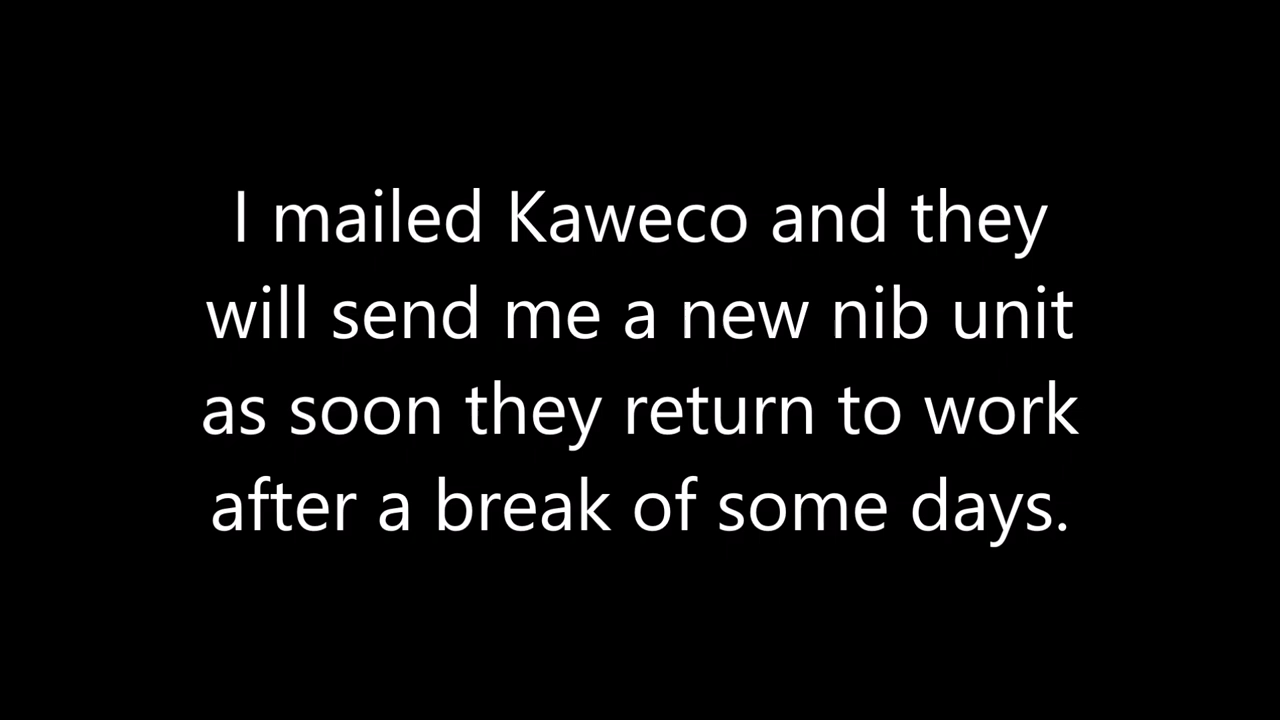 I mailed Kaweco and they
will send me a new nib unit
as soon they return to work
after a break of some days.